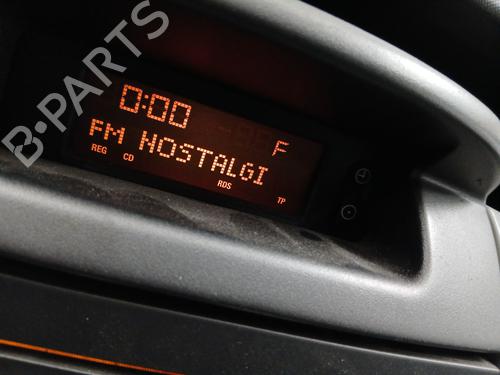 B-PARTS
0:00 F
FM NOSTALGI
REG CD RDS TP